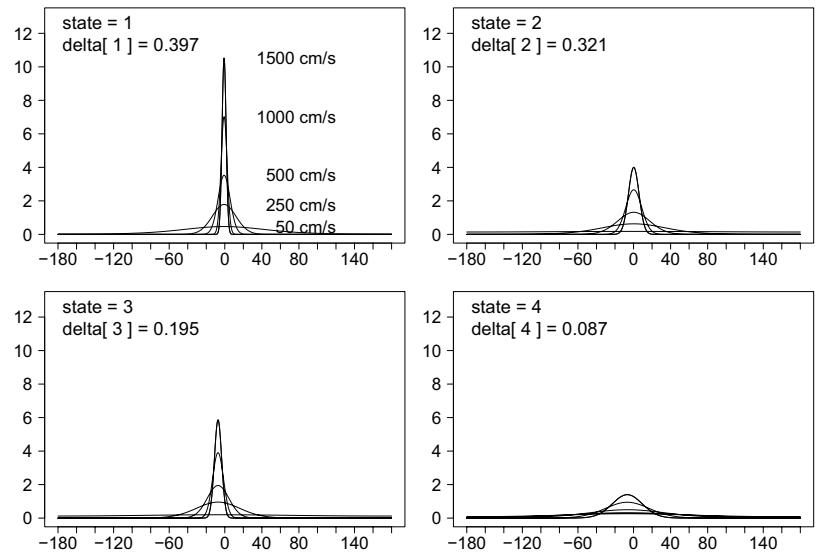 state = 1
delta[ 1 ] = 0.397
1500 cm/s
1000 cm/s
500 cm/s
250 cm/s
50 cm/s
12
10
8
6
4
2
0
−180 −120 −60 0 40 80 140
state = 2
delta[ 2 ] = 0.321
12
10
8
6
4
2
0
−180 −120 −60 0 40 80 140
state = 3
delta[ 3 ] = 0.195
12
10
8
6
4
2
0
−180 −120 −60 0 40 80 140
state = 4
delta[ 4 ] = 0.087
12
10
8
6
4
2
0
−180 −120 −60 0 40 80 140